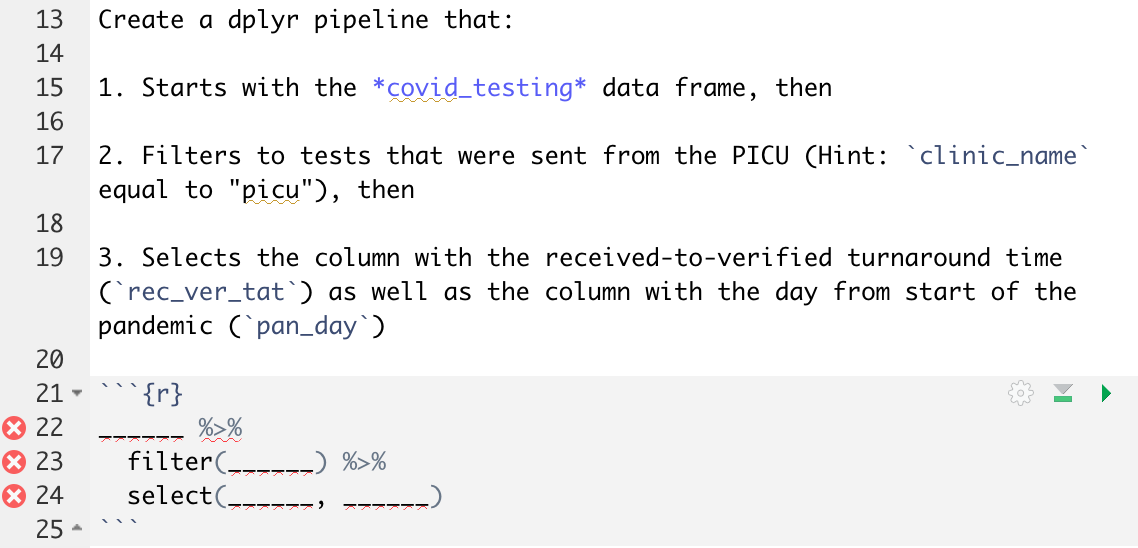 13 Create a dplyr pipeline that:
14
15 1. Starts with the *covid_testing* data frame, then
16
17 2. Filters to tests that were sent from the PICU (Hint: `clinic_name`
equal to "picu"), then
18
19 3. Selects the column with the received-to-verified turnaround time
(`rec_ver_tat`) as well as the column with the day from start of the
pandemic (`pan_day`)
20
21 ```{r}
22 ______ %>%
23   filter(______) %>%
24   select(______, ______)
25 ```